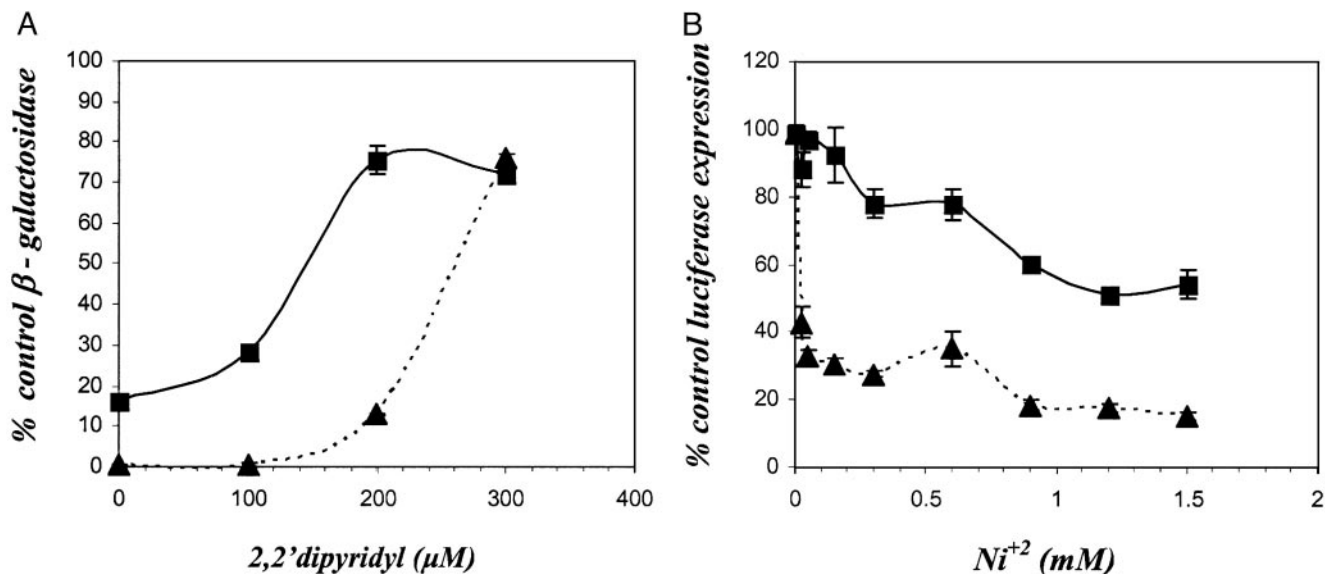 A
% control β - galactosidase
100
90
80
70
60
50
40
30
20
10
0
0 100 200 300 400
2,2'dipyridyl (μM)
B
% control luciferase expression
120
100
80
60
40
20
0
0 0.5 1 1.5 2
Ni+2 (mM)